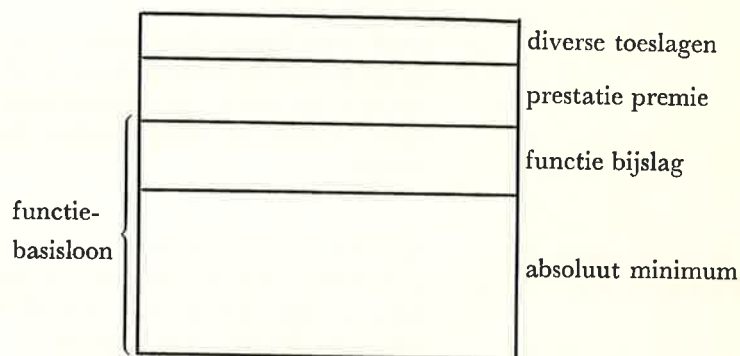 diverse toeslagen
prestatie premie
functie bijslag
functie-
basisloon
absoluut minimum